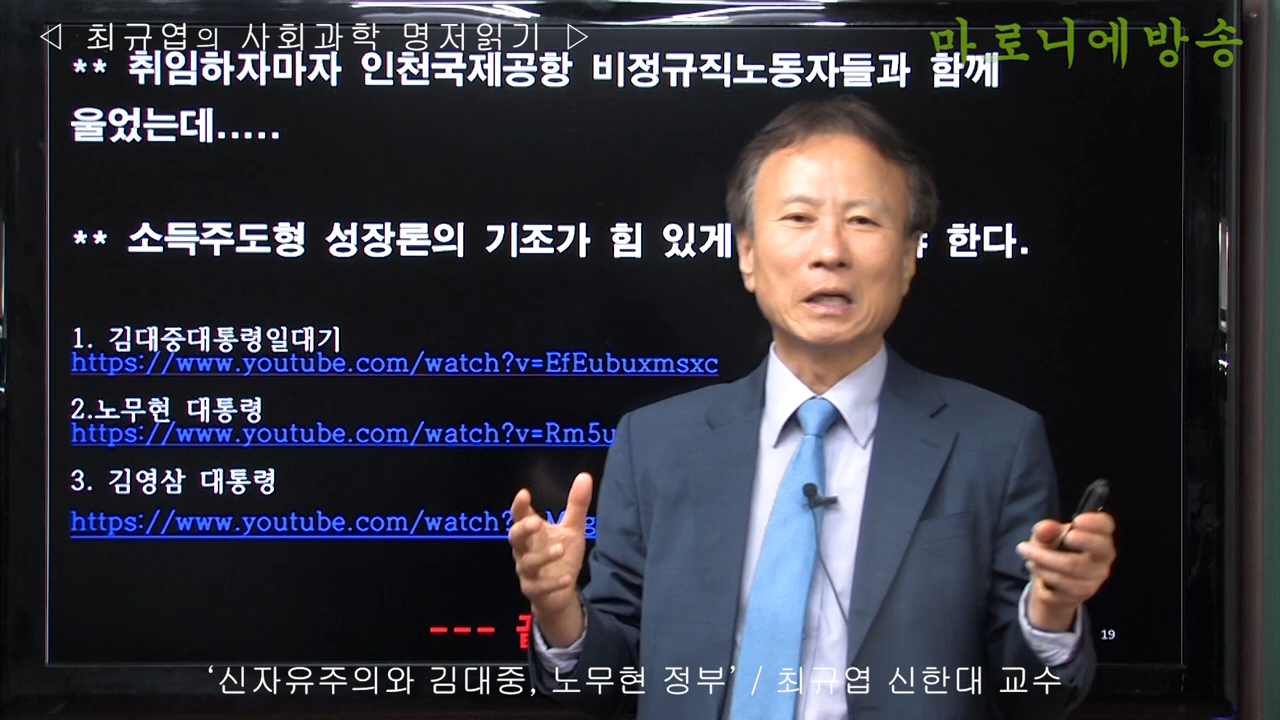 ◁ 최규엽의 사회과학 명저읽기 ▷
마로니에방송
** 취임하자마자 인천국제공항 비정규직노동자들과 함께
울었는데.....
** 소득주도형 성장론의 기조가 힘 있게 한다.
1. 김대중대통령일대기
https://www.youtube.com/watch?v=EfEubuxmsxc
2.노무현 대통령
https://www.youtube.com/watch?v=Rm5u
3. 김영삼 대통령
https://www.youtube.com/watch?
---
19
‘신자유주의와 김대중, 노무현 정부’ / 최규엽 신한대 교수